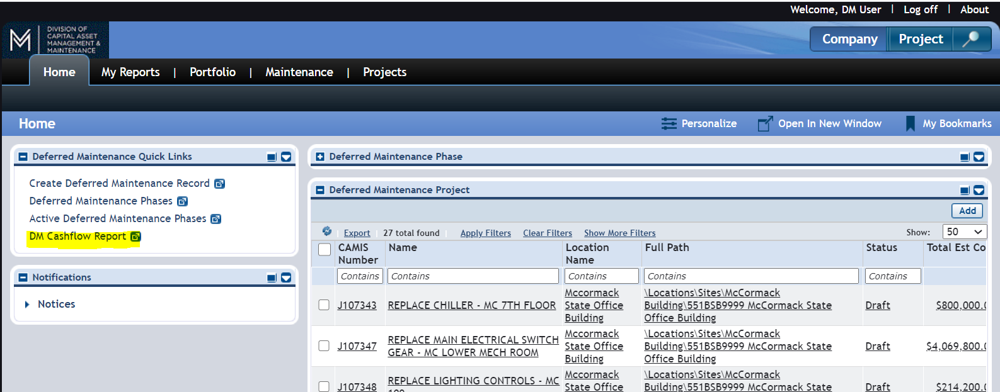 Welcome, DM User | Log off | About
DIVISION OF
CAPITAL ASSET
MANAGEMENT &
MAINTENANCE
Company Project
Home My Reports | Portfolio | Maintenance | Projects
Home
Personalize Open In New Window My Bookmarks
Deferred Maintenance Quick Links
Create Deferred Maintenance Record
Deferred Maintenance Phases
Active Deferred Maintenance Phases
DM Cashflow Report
Notifications
Notices
Deferred Maintenance Phase
Deferred Maintenance Project
Add
Export 27 total found Apply Filters Clear Filters Show More Filters Show: 50
CAMIS Name Location Full Path Status Total Est Co
Number Name
Contains Contains Contains Contains Contains
Mccormack \Locations\Sites\McCormack
J107343 REPLACE CHILLER - MC 7TH FLOOR State Office Building\551BSB9999 McCormack State Draft $800,000.0
Building Office Building
Mccormack \Locations\Sites\McCormack
J107347 REPLACE MAIN ELECTRICAL SWITCH State Office Building\551BSB9999 McCormack State Draft $4,069,800.0
GEAR - MC LOWER MECH ROOM Building Office Building
REPLACE LIGHTING CONTROLS - MC Mccormack \Locations\Sites\McCormack
J107348 State Office Building\551BSB9999 McCormack State Draft $214,200.0